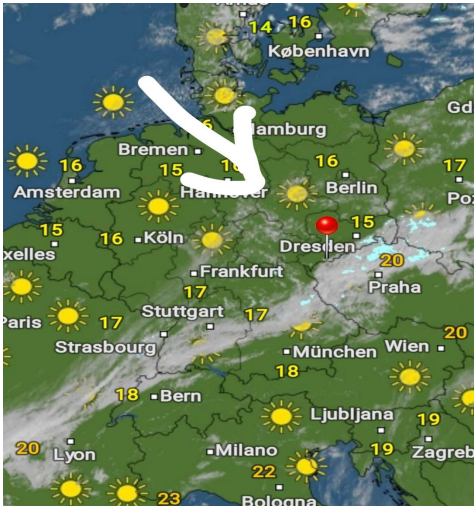 14 16
København
Hamburg
Bremen
16
Amsterdam
15
Hannover
16
Berlin
17
15
16 Köln
Dresden
15
20
Praha
Frankfurt
17
Stuttgart
17
Strasbourg
17
Paris
München
18
Wien
20
18
Bern
Ljubljana
19
19
Zagreb
20
Lyon
Milano
22
23
Bologna